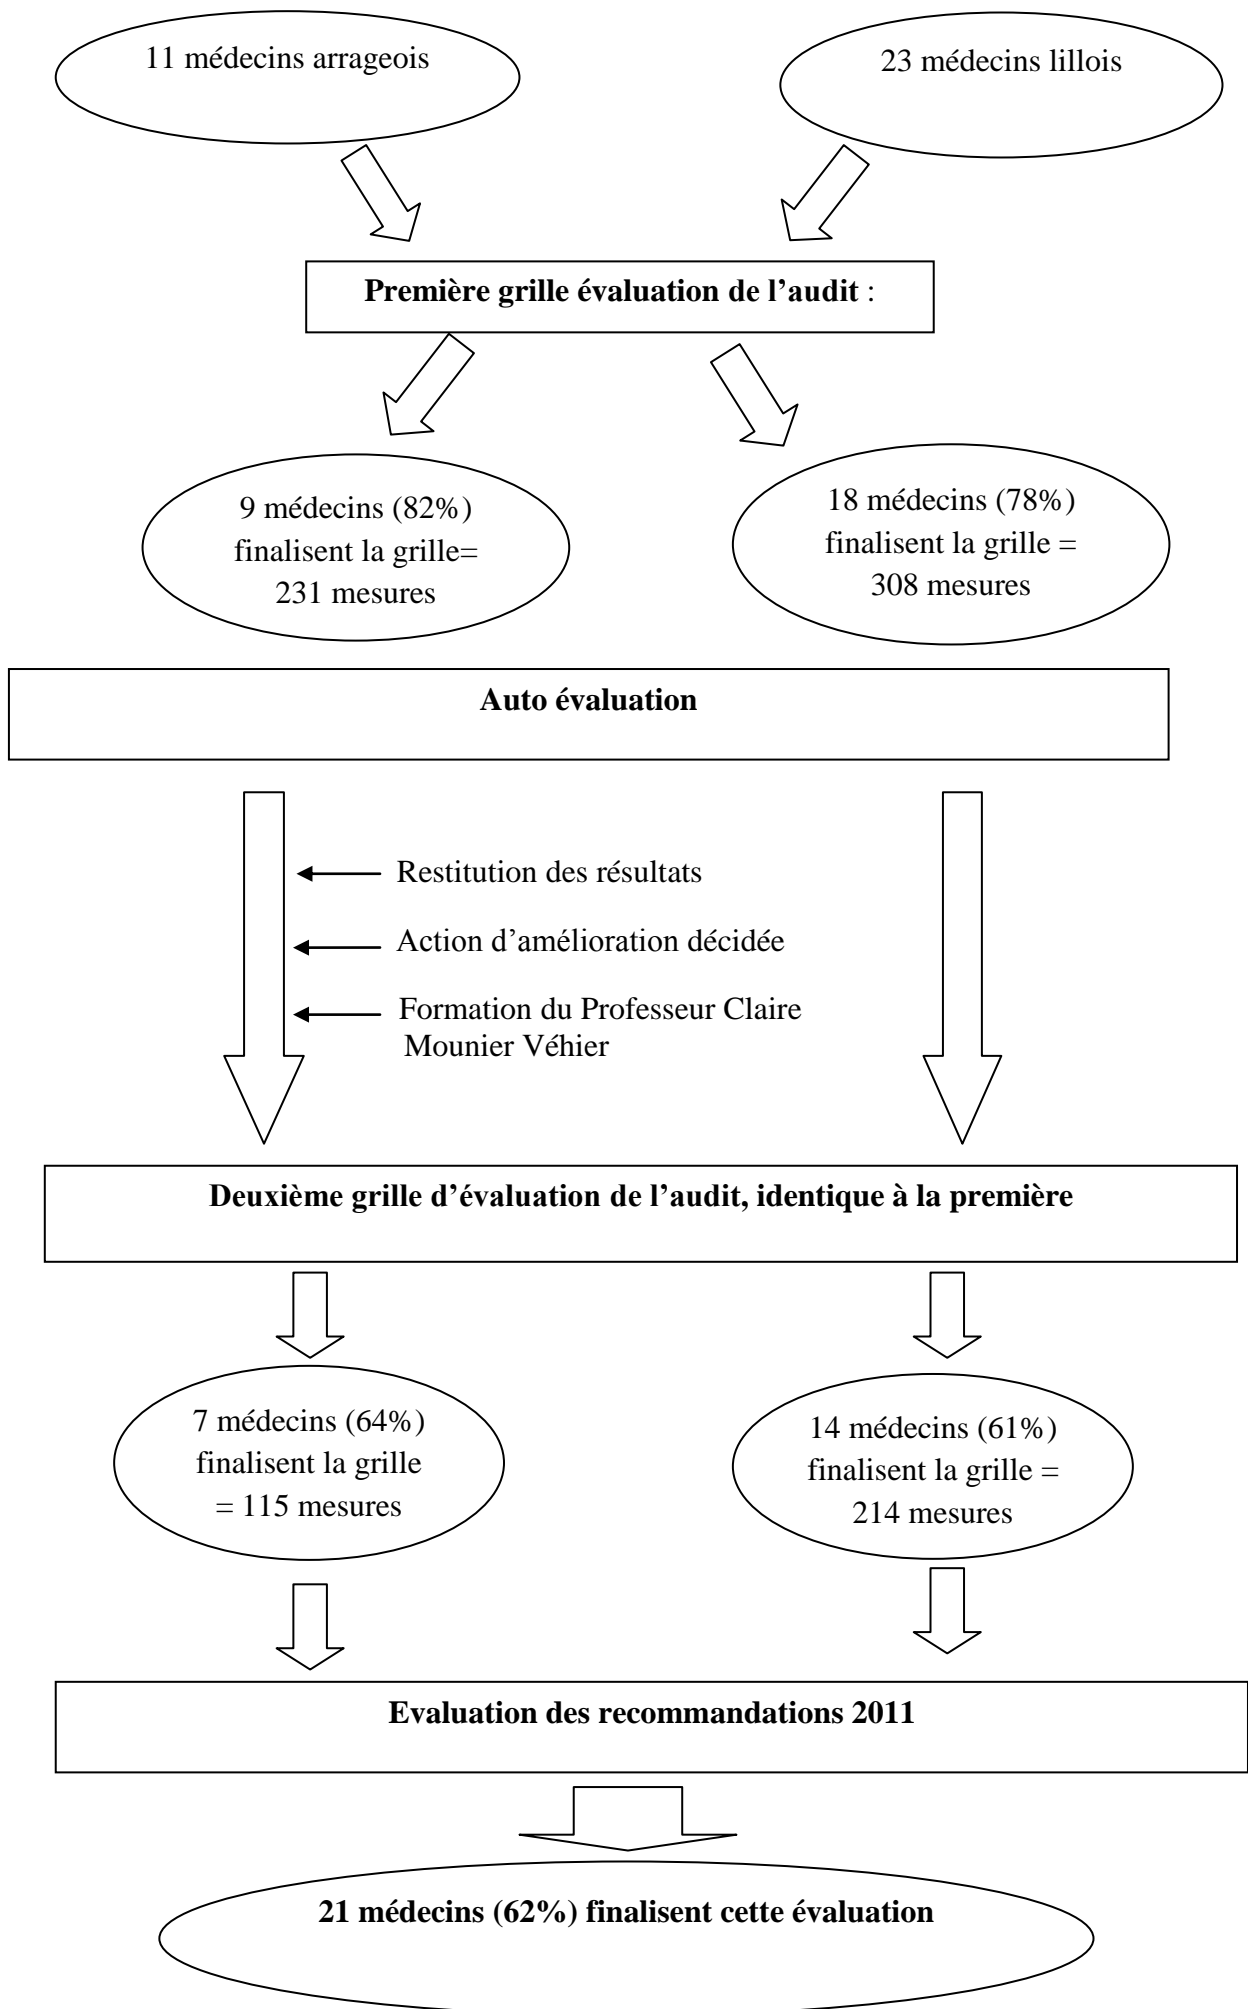 11 médecins arrageois
23 médecins lillois
Première grille évaluation de l’audit :
9 médecins (82%)
finalisent la grille=
231 mesures
18 médecins (78%)
finalisent la grille =
308 mesures
Auto évaluation
Restitution des résultats
Action d’amélioration décidée
Formation du Professeur Claire
Mounier Véhier
Deuxième grille d’évaluation de l’audit, identique à la première
7 médecins (64%)
finalisent la grille
= 115 mesures
14 médecins (61%)
finalisent la grille =
214 mesures
Evaluation des recommandations 2011
21 médecins (62%) finalisent cette évaluation